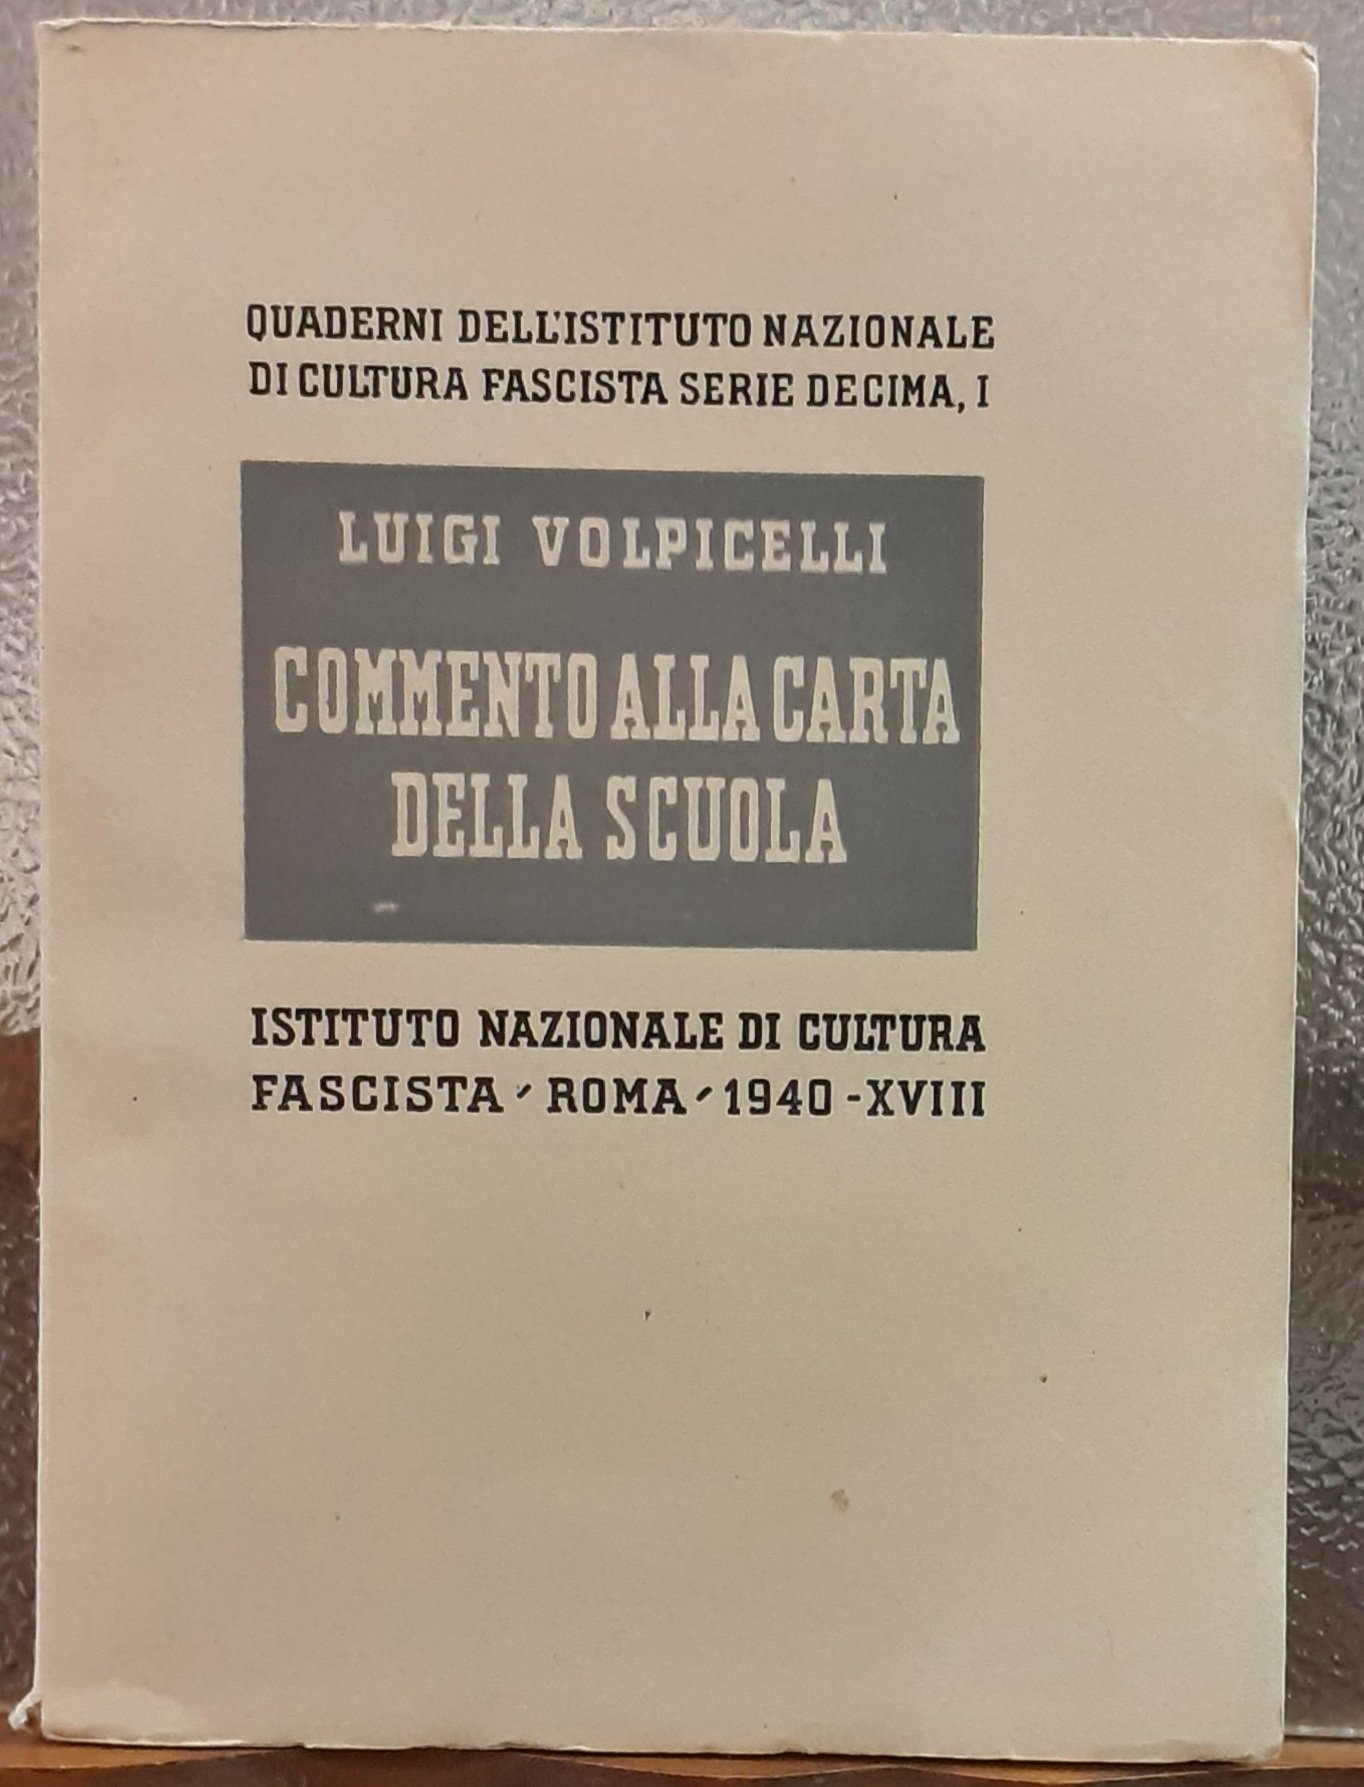 QUADERNI DELL'ISTITUTO NAZIONALE
DI CULTURA FASCISTA SERIE DECIMA, I
LUIGI VOLPICELLI
COMMENTO ALLA CARTA
DELLA SCUOLA
ISTITUTO NAZIONALE DI CULTURA
FASCISTA - ROMA - 1940 - XVIII